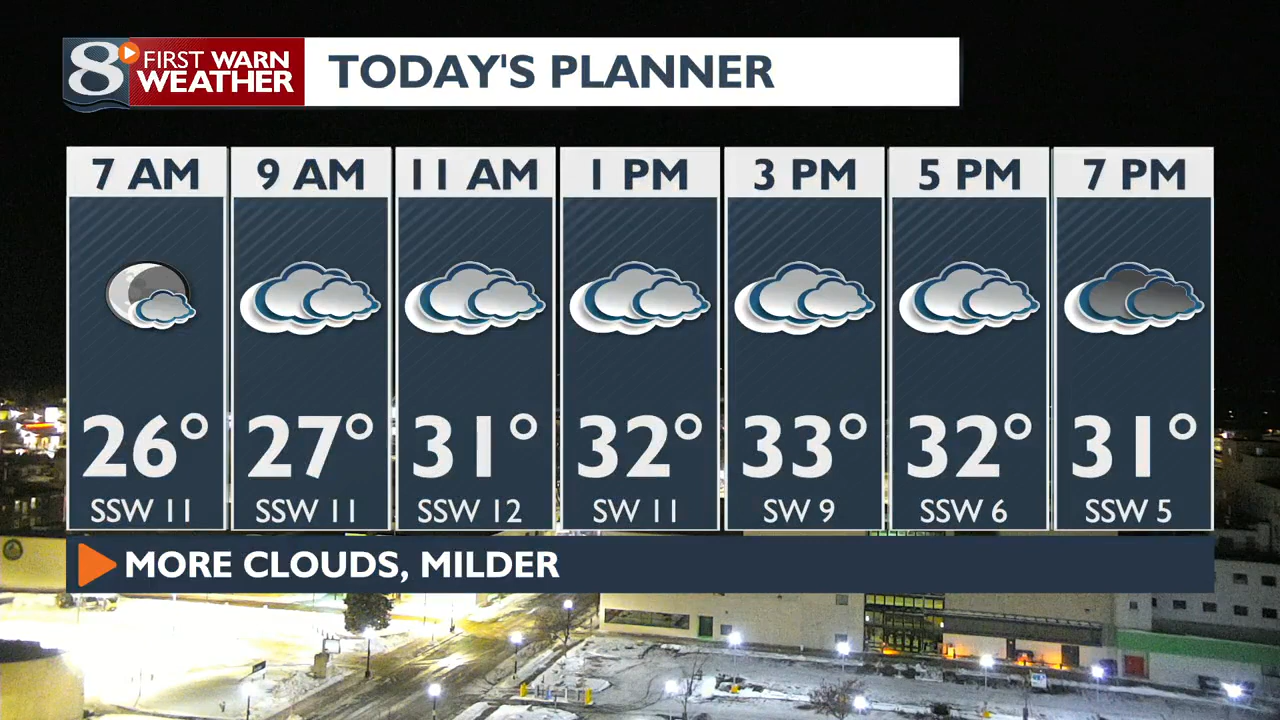 8 FIRST WARN
WEATHER
TODAY'S PLANNER
7 AM 9 AM 11 AM 1 PM 3 PM 5 PM 7 PM
26° 27° 31° 32° 33° 32° 31°
SSW 11 SSW 11 SSW 12 SW 11 SW 9 SSW 6 SSW 5
MORE CLOUDS, MILDER